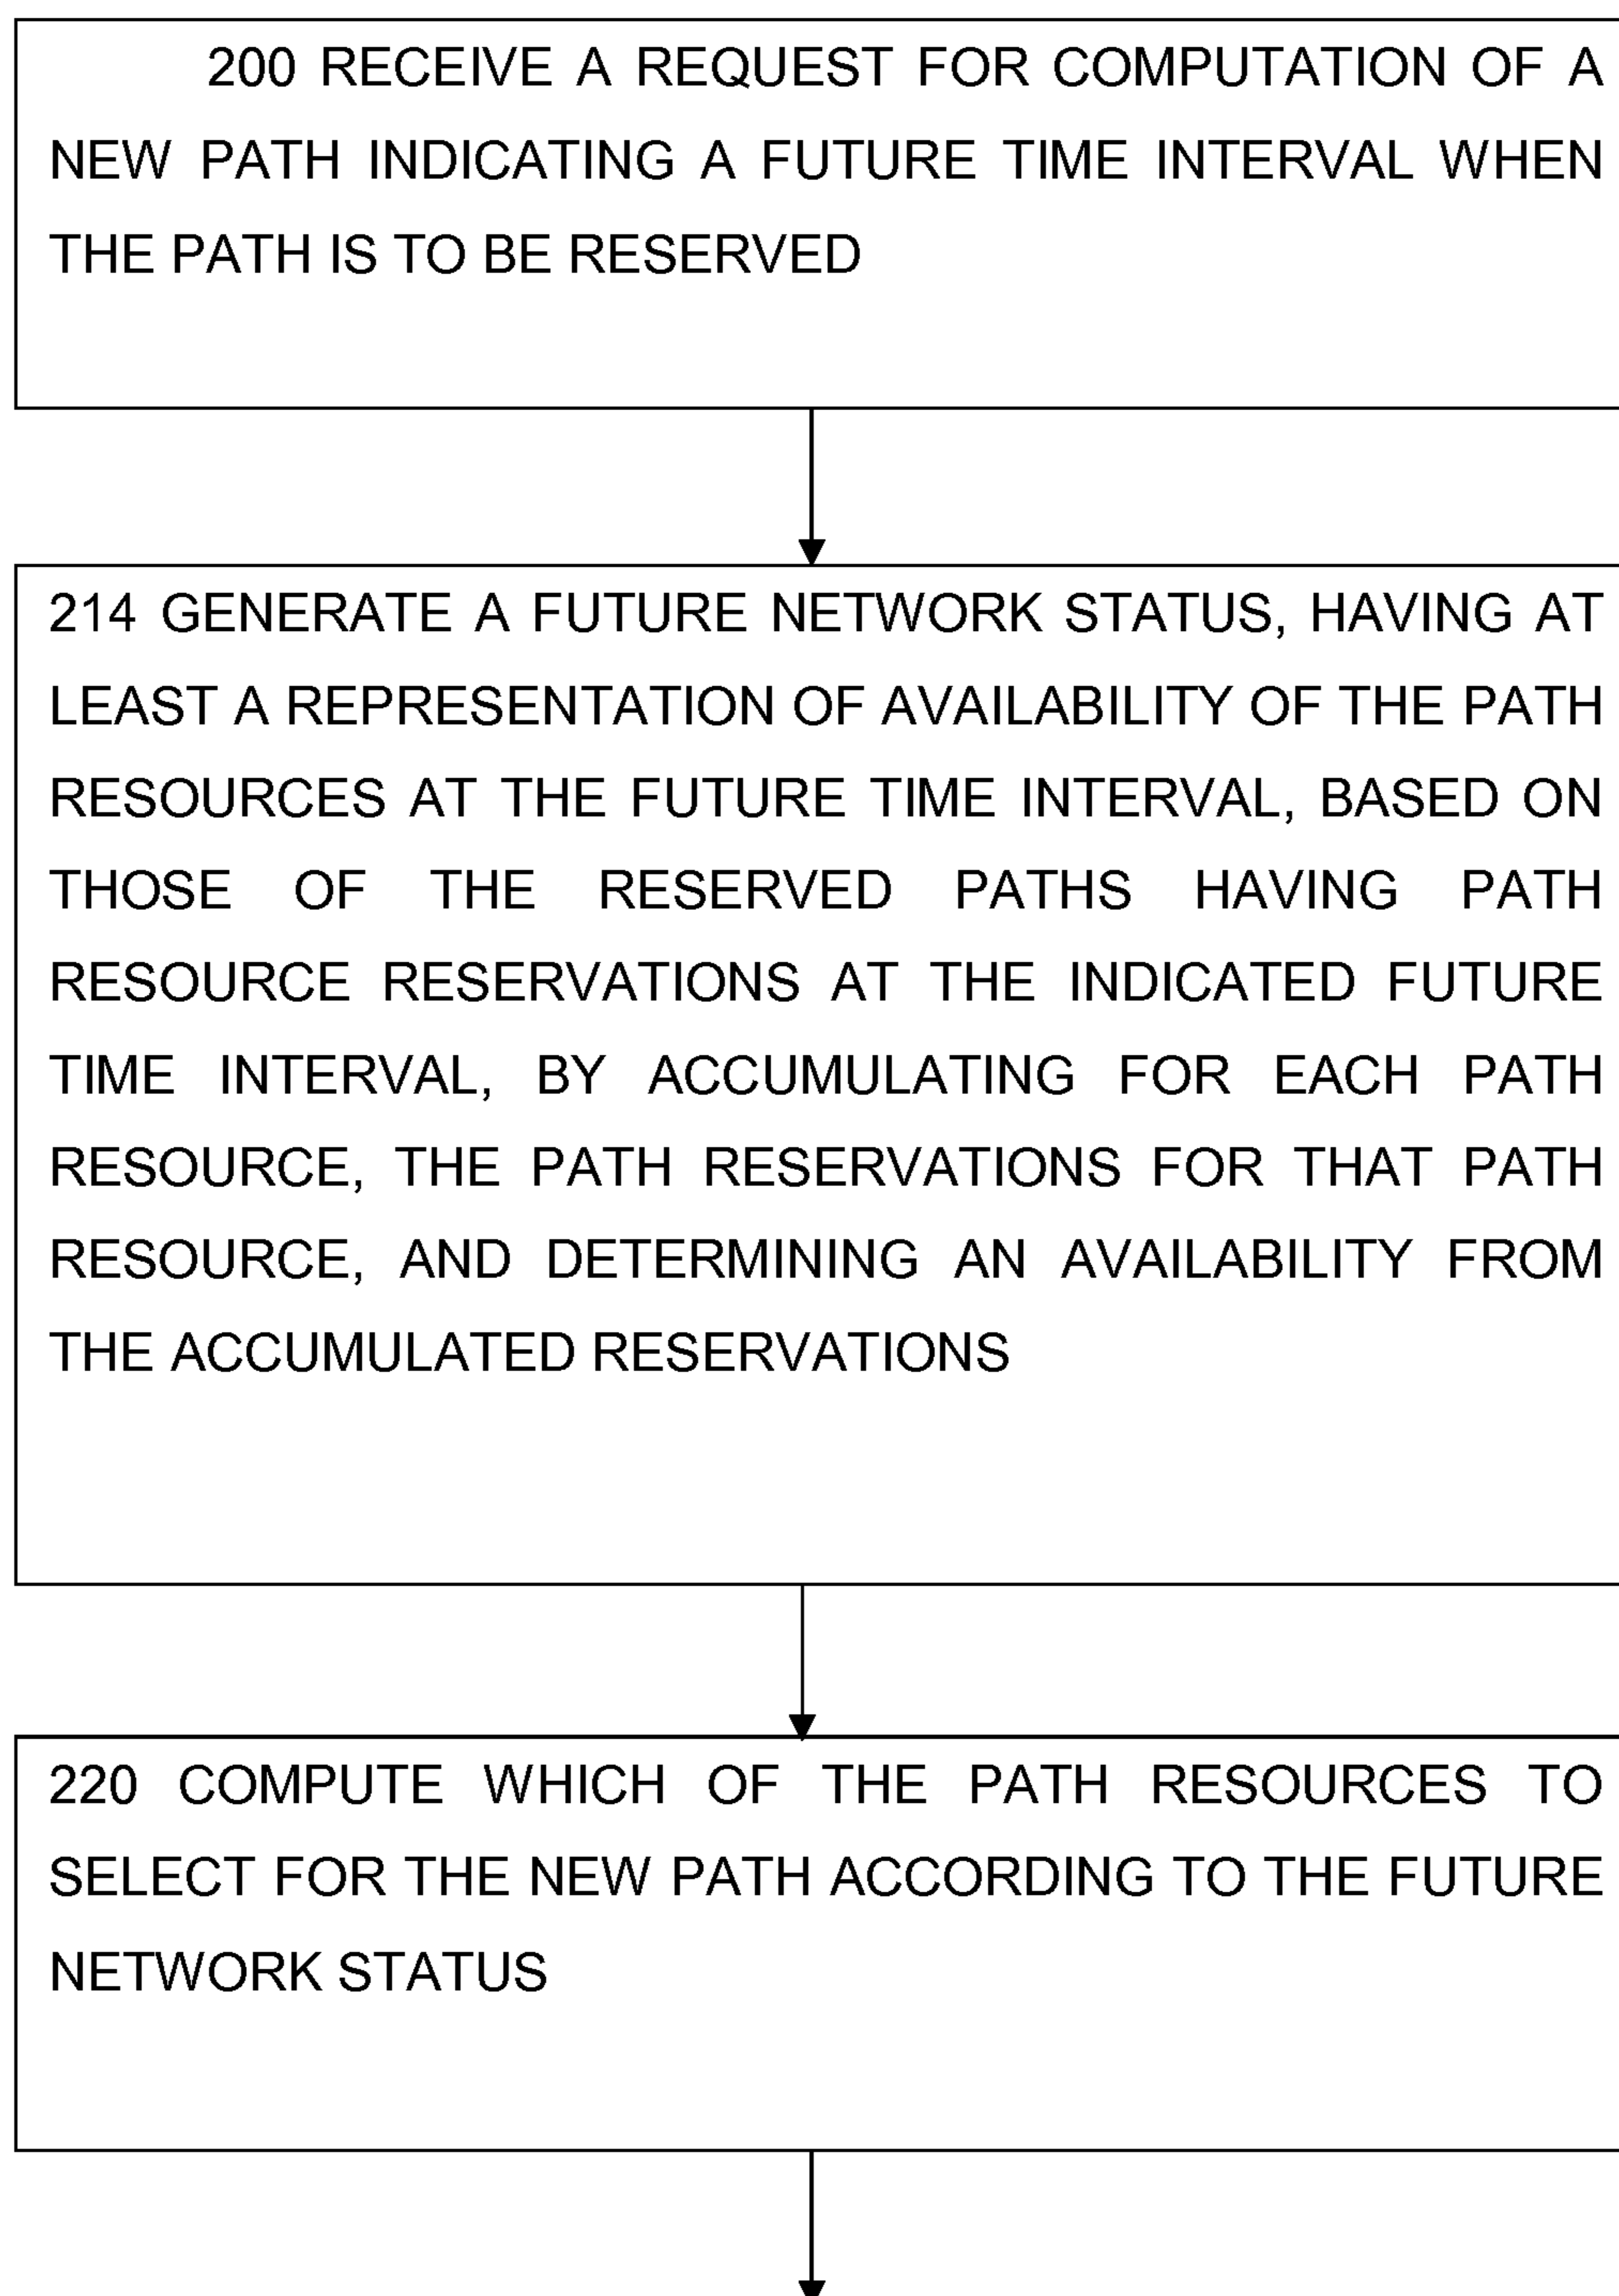 200 RECEIVE A REQUEST FOR COMPUTATION OF A
NEW PATH INDICATING A FUTURE TIME INTERVAL WHEN
THE PATH IS TO BE RESERVED
214 GENERATE A FUTURE NETWORK STATUS, HAVING AT
LEAST A REPRESENTATION OF AVAILABILITY OF THE PATH
RESOURCES AT THE FUTURE TIME INTERVAL, BASED ON
THOSE OF THE RESERVED PATHS HAVING PATH
RESOURCE RESERVATIONS AT THE INDICATED FUTURE
TIME INTERVAL, BY ACCUMULATING FOR EACH PATH
RESOURCE, THE PATH RESERVATIONS FOR THAT PATH
RESOURCE, AND DETERMINING AN AVAILABILITY FROM
THE ACCUMULATED RESERVATIONS
220 COMPUTE WHICH OF THE PATH RESOURCES TO
SELECT FOR THE NEW PATH ACCORDING TO THE FUTURE
NETWORK STATUS